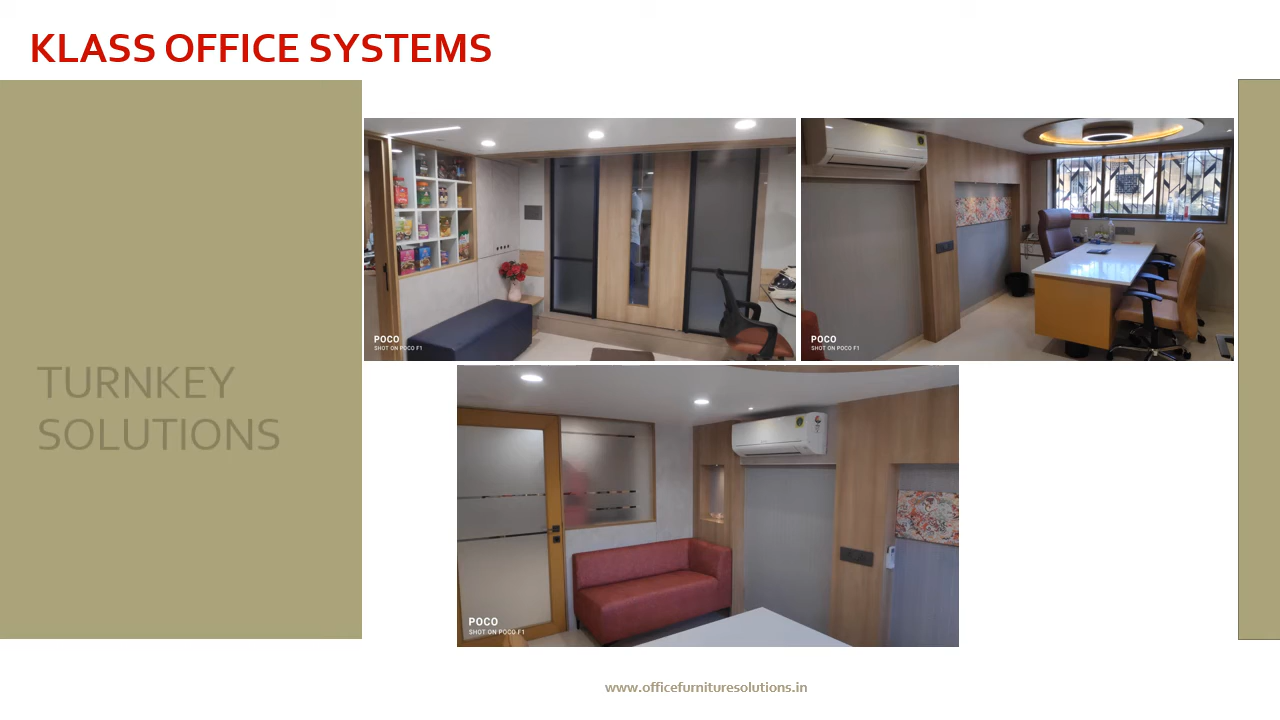 KLASS OFFICE SYSTEMS
TURNKEY
SOLUTIONS
POCO
SHOT ON POCO F1
POCO
SHOT ON POCO F1
POCO
SHOT ON POCO F1
www.officefurnituresolutions.in